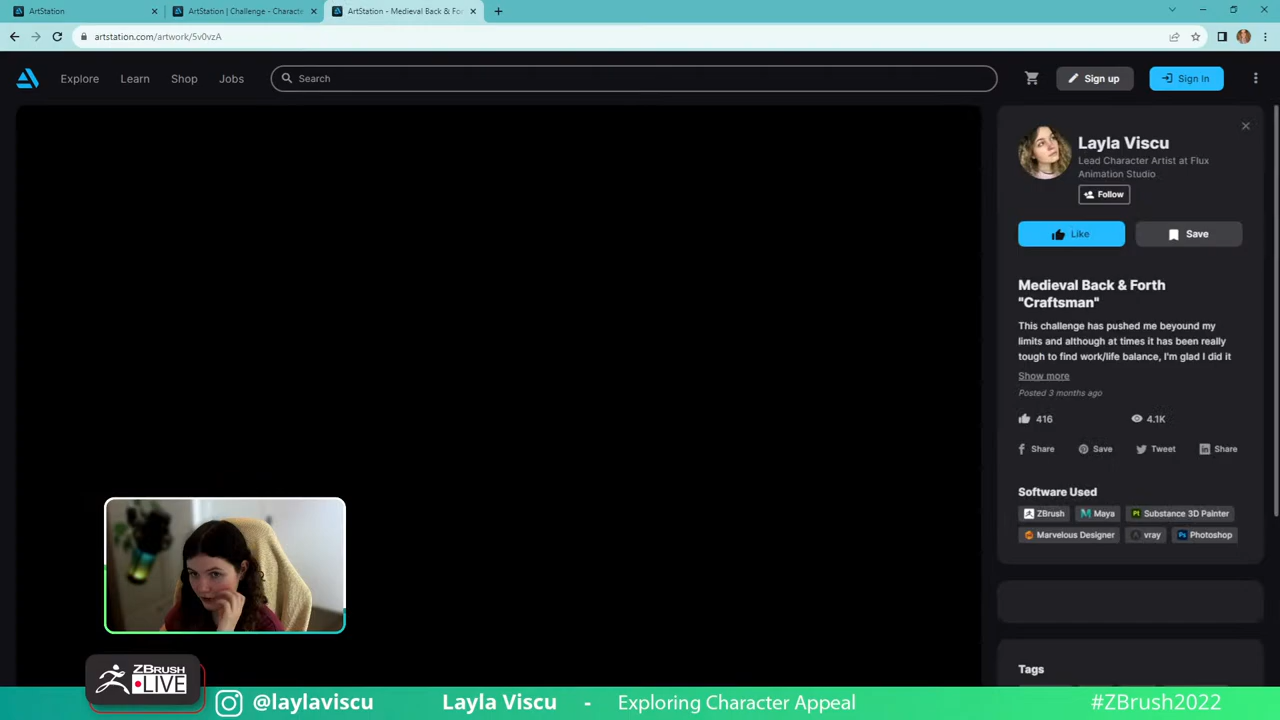 ArtStation
ArtStation | Challenge - Characte
ArtStation - Medieval Back & For
artstation.com/artwork/5v0vzA
Explore Learn Shop Jobs Search Sign up Sign In
Layla Viscu
Lead Character Artist at Flux
Animation Studio
Follow
Like Save
Medieval Back & Forth
"Craftsman"
This challenge has pushed me beyound my
limits and although at times it has been really
tough to find work/life balance, I'm glad I did it
Show more
Posted 3 months ago
416 4.1K
Share Save Tweet Share
Software Used
ZBrush Maya Pt Substance 3D Painter
Marvelous Designer vray Ps Photoshop
Tags
ZBRUSH
LIVE
@laylaviscu Layla Viscu - Exploring Character Appeal #ZBrush2022